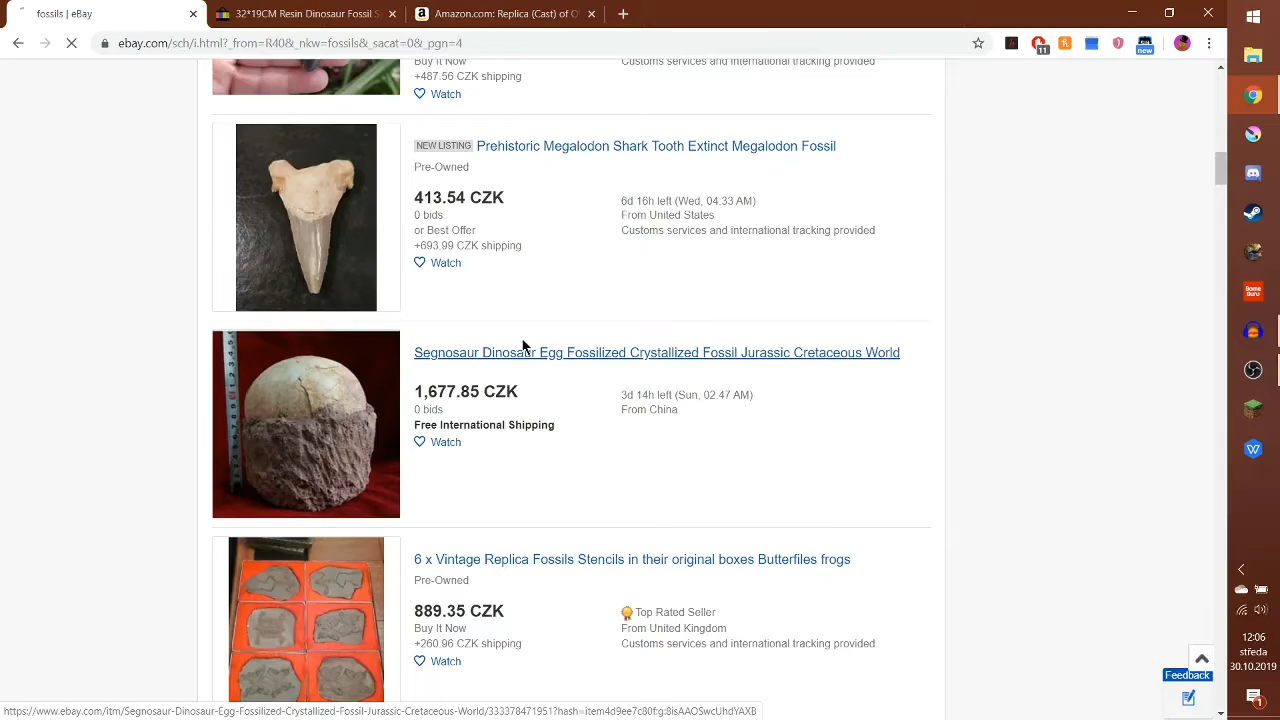 fossils | eBay
32*19CM Resin Dinosaur Fossil S
Amazon.com: Replica (Cast) of O
ebay.com/sch/i.html?_from=R40&_nkw=fossils&_sacat=0&_pgn=4
11
new
Buy It Now
Customs services and international tracking provided
+487.56 CZK shipping
Watch
NEW LISTING Prehistoric Megalodon Shark Tooth Extinct Megalodon Fossil
Pre-Owned
413.54 CZK
6d 16h left (Wed, 04:33 AM)
0 bids
From United States
or Best Offer
Customs services and international tracking provided
+693.99 CZK shipping
Watch
Segnosaur Dinosaur Egg Fossilized Crystallized Fossil Jurassic Cretaceous World
1,677.85 CZK
3d 14h left (Sun, 02.47 AM)
0 bids
From China
Free International Shipping
Watch
6 x Vintage Replica Fossils Stencils in their original boxes Butterfiles frogs
Pre-Owned
889.35 CZK
Top Rated Seller
Buy It Now
From United Kingdom
+260.96 CZK shipping
Customs services and international tracking provided
Watch
Feedback
12:06
středa
30.10.2019
1
https://www.ebay.com/itm/Segnosaur-Dinosaur-Egg-Fossilized-Crystallized-Fossil-Jurassic-Cretaceous-World/333378471951?hash=item4d9ee7c80f:g:8isAAOSwcUhdYAXB